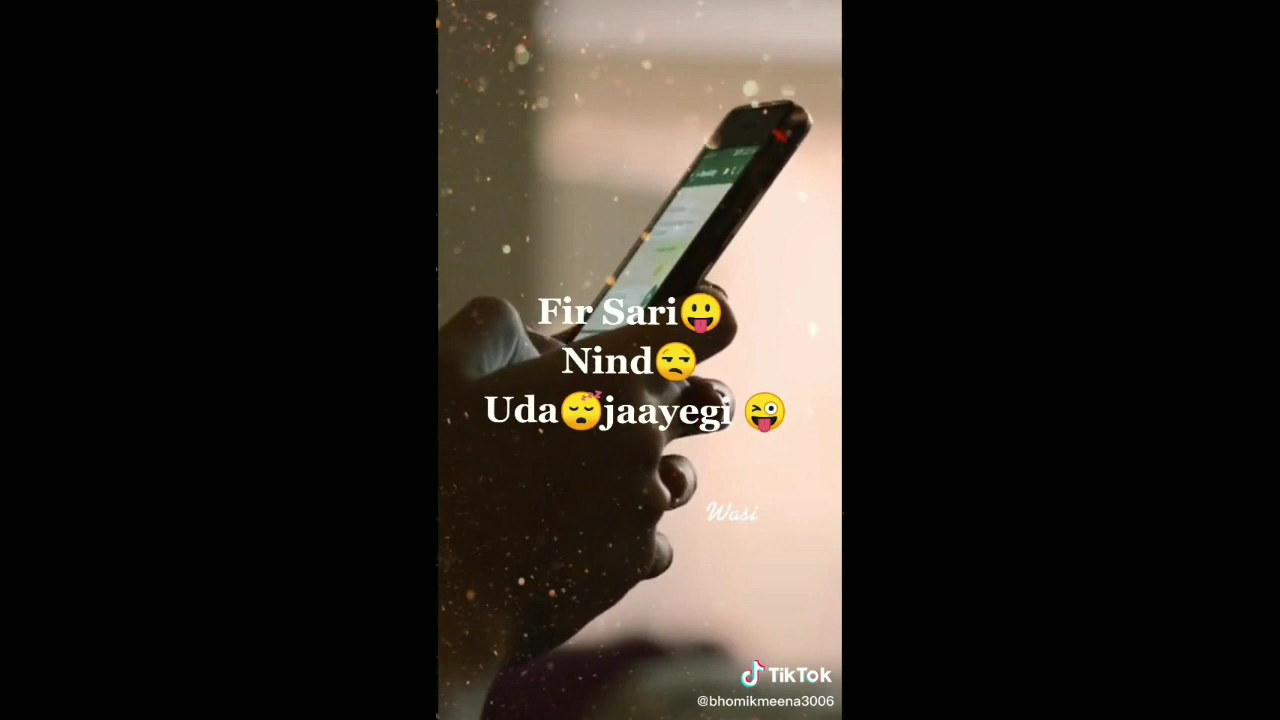 Fir Sari😛
Nind😒
Uda😴jaayegi 😜
Wasi
TikTok
@bhomikmeena3006